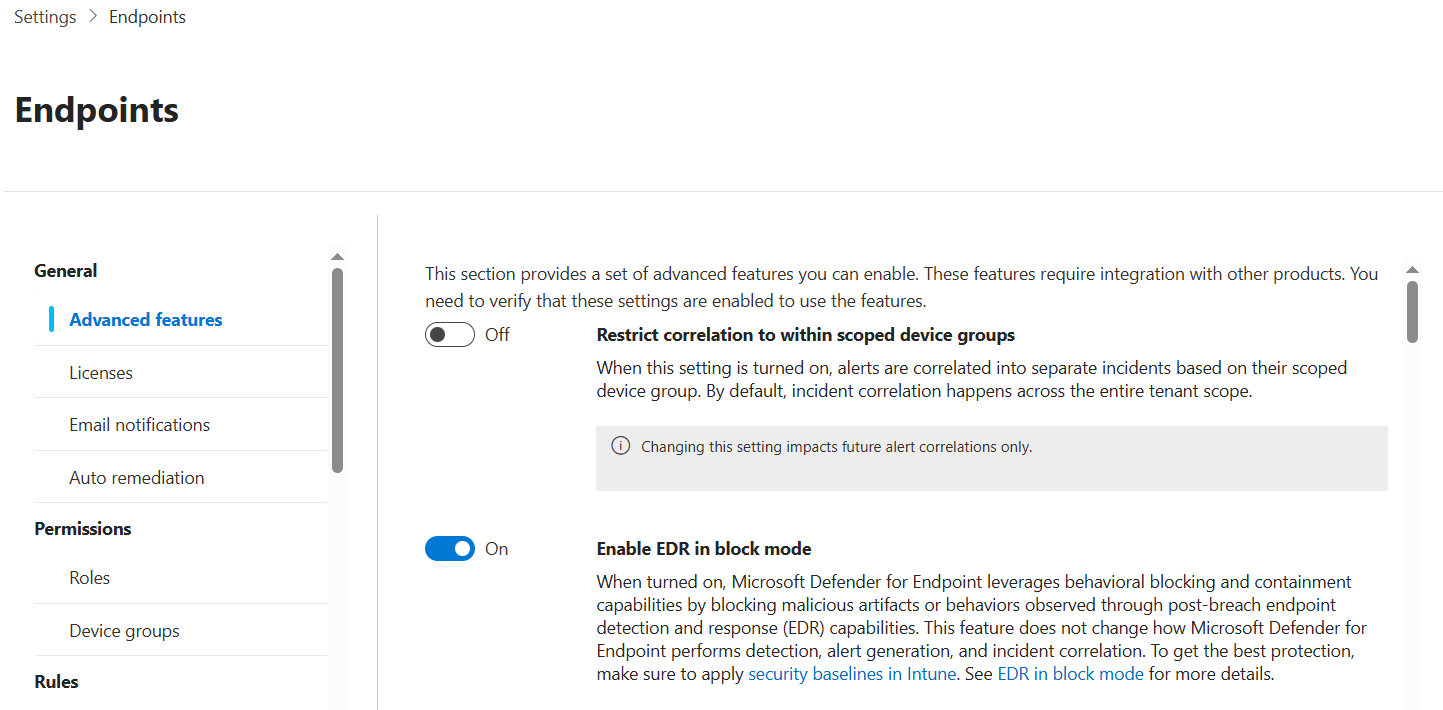 Settings > Endpoints
Endpoints
General
Advanced features
Licenses
Email notifications
Auto remediation
Permissions
Roles
Device groups
Rules
This section provides a set of advanced features you can enable. These features require integration with other products. You
need to verify that these settings are enabled to use the features.
Off
Restrict correlation to within scoped device groups
When this setting is turned on, alerts are correlated into separate incidents based on their scoped
device group. By default, incident correlation happens across the entire tenant scope.
Changing this setting impacts future alert correlations only.
On
Enable EDR in block mode
When turned on, Microsoft Defender for Endpoint leverages behavioral blocking and containment
capabilities by blocking malicious artifacts or behaviors observed through post-breach endpoint
detection and response (EDR) capabilities. This feature does not change how Microsoft Defender for
Endpoint performs detection, alert generation, and incident correlation. To get the best protection,
make sure to apply security baselines in Intune. See EDR in block mode for more details.